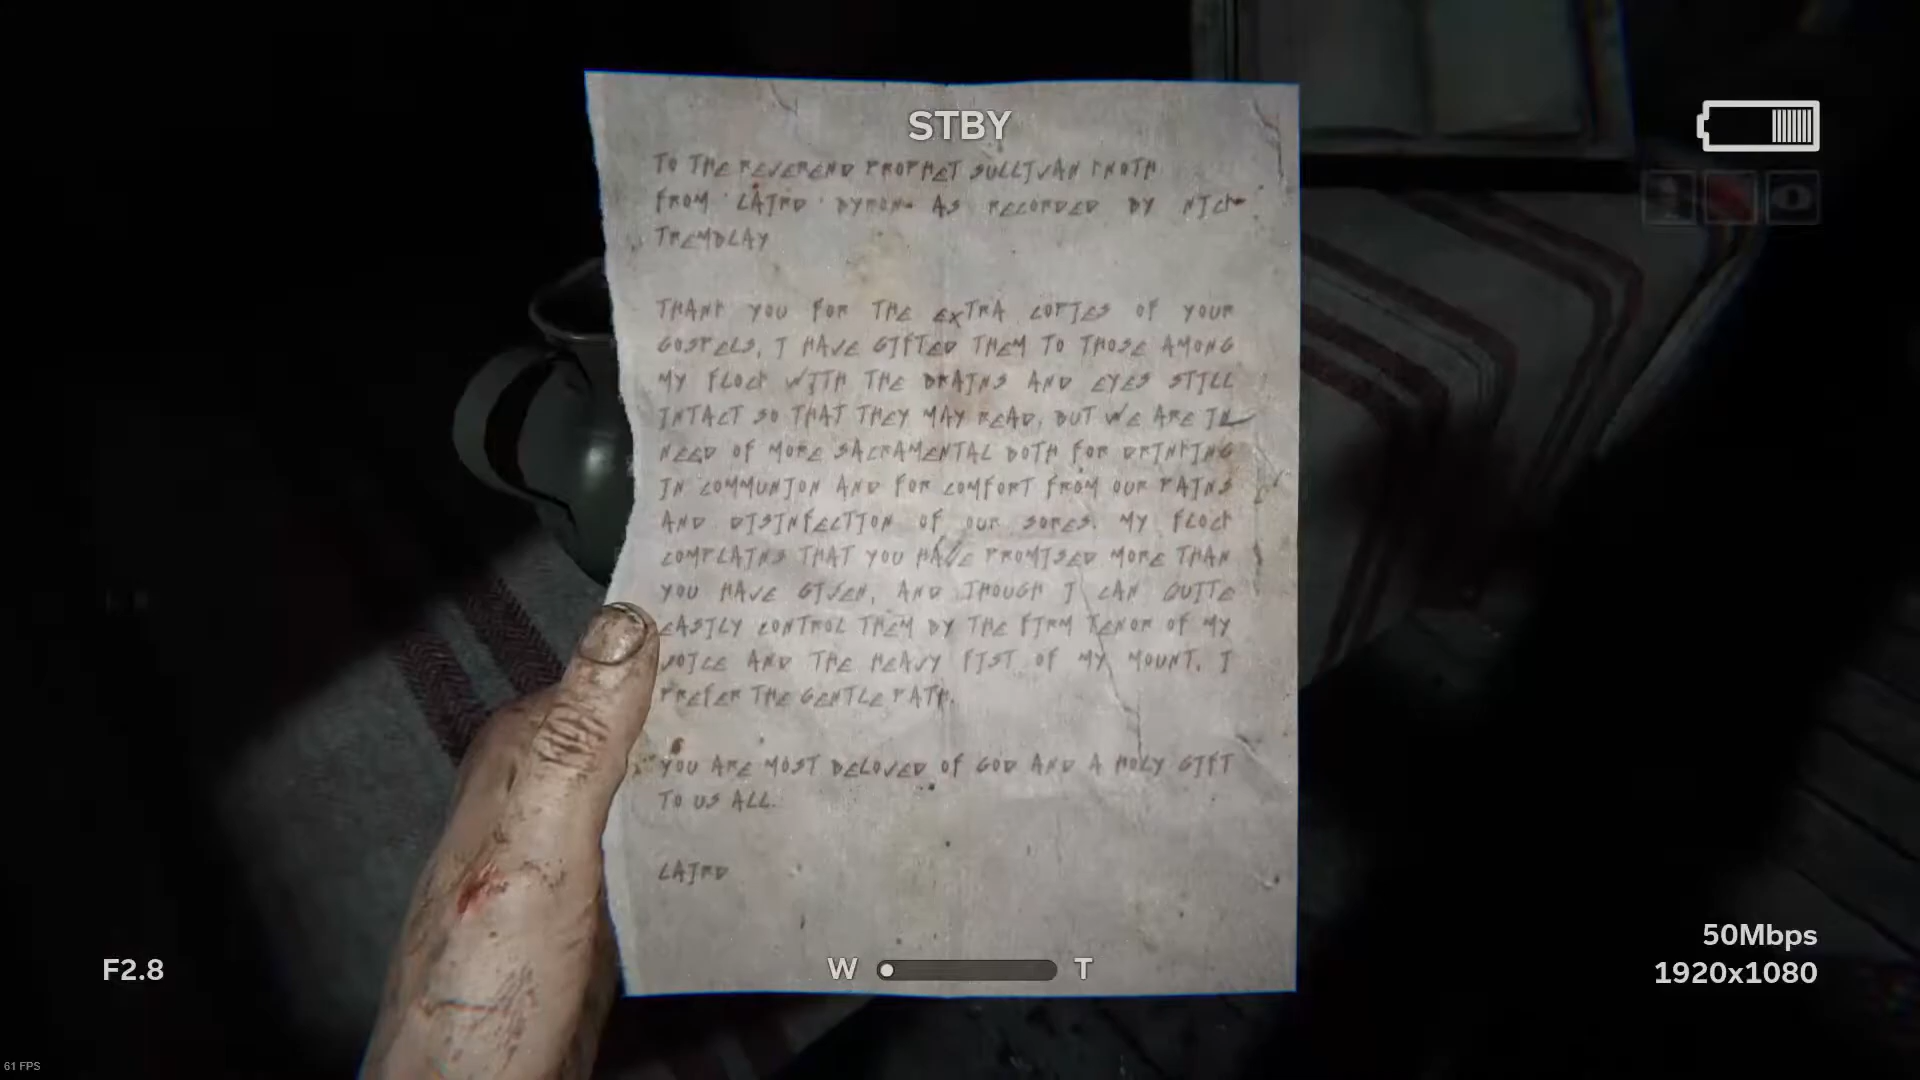 STBY
TO THE REVEREND PROPHET SULLIVAN KNOTH
FROM LAIRD BYRON, AS RECORDED BY NICK
TREMBLAY
THANK YOU FOR THE EXTRA COPIES OF YOUR
GOSPELS, I HAVE GIFTED THEM TO THOSE AMONG
MY FLOCK WITH THE BRAINS AND EYES STILL
INTACT SO THAT THEY MAY READ, BUT WE ARE IN
NEED OF MORE SACRAMENTAL BOTH FOR DRINKING
IN COMMUNION AND FOR COMFORT FROM OUR PAINS
AND DISINFECTION OF OUR SORES. MY FLOCK
COMPLAINS THAT YOU HAVE PROMISED MORE THAN
YOU HAVE GIVEN, AND THOUGH I CAN QUITE
EASILY CONTROL THEM BY THE FIRM TENOR OF MY
VOICE AND THE HEAVY FIST OF MY MOUNT, I
PREFER THE GENTLE PATH.
YOU ARE MOST BELOVED OF GOD AND A HOLY GIFT
TO US ALL.
LAIRD
F2.8
W T
50Mbps
1920x1080
61 FPS